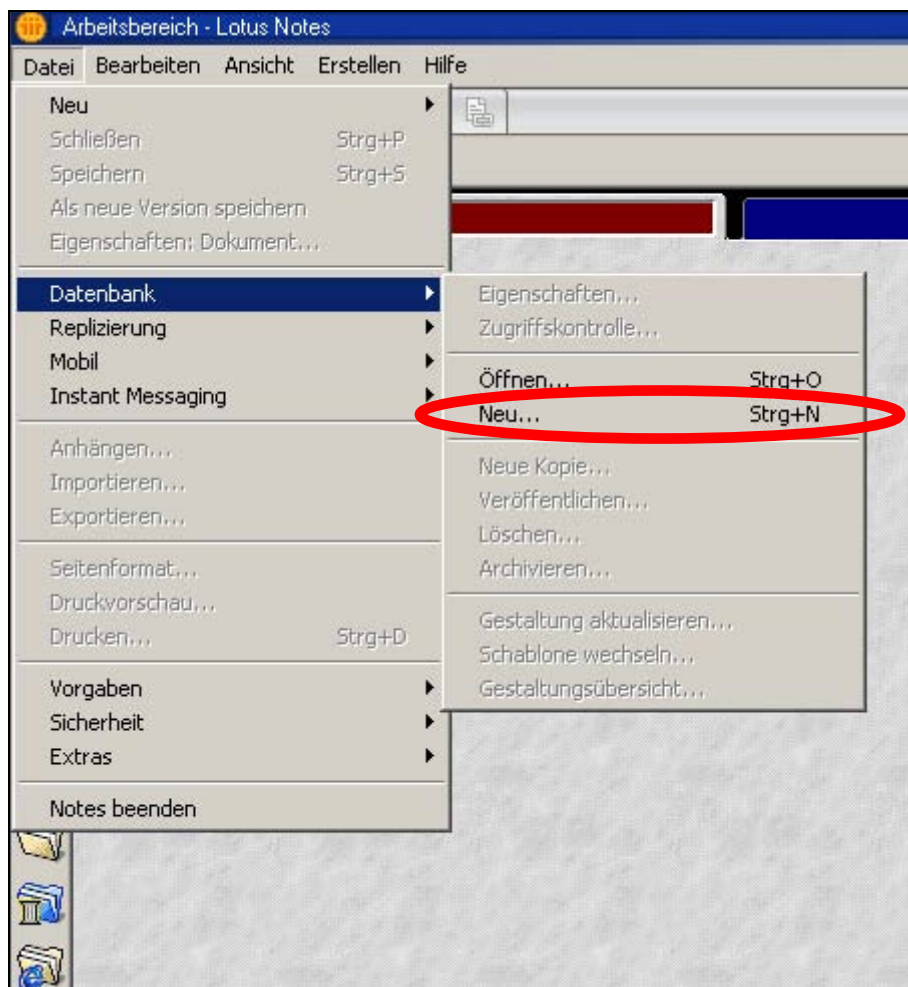 Arbeitsbereich - Lotus Notes
Datei Bearbeiten Ansicht Erstellen Hilfe
Neu
Schließen Strg+P
Speichern Strg+S
Als neue Version speichern
Eigenschaften: Dokument...
Datenbank
Replizierung
Mobil
Instant Messaging
Anhängen...
Importieren...
Exportieren...
Seitenformat...
Druckvorschau...
Drucken... Strg+D
Vorgaben
Sicherheit
Extras
Notes beenden
Eigenschaften...
Zugriffskontrolle...
Öffnen... Strg+O
Neu... Strg+N
Neue Kopie...
Veröffentlichen...
Löschen...
Archivieren...
Gestaltung aktualisieren...
Schablone wechseln...
Gestaltungsübersicht...